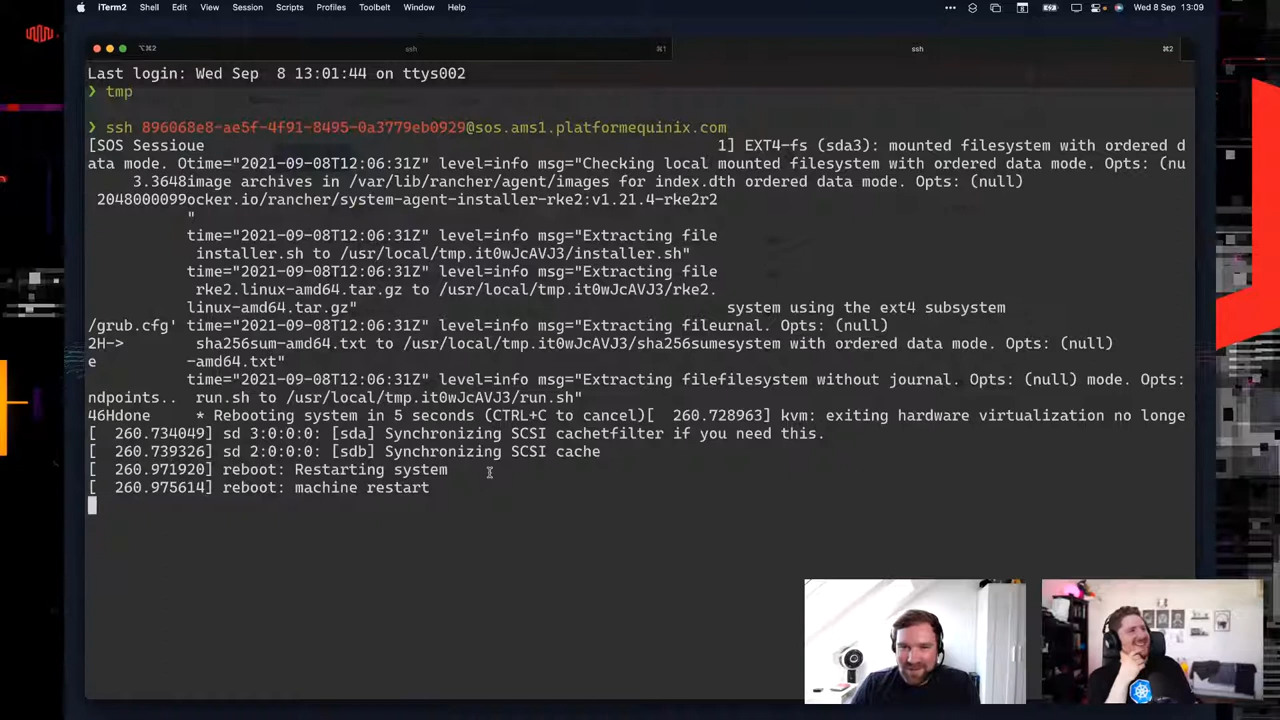 iTerm2 Shell Edit View Session Scripts Profiles Toolbelt Window Help
Wed 8 Sep 13:09
⌥⌘2 ssh ⌘1 ssh ⌘2
Last login: Wed Sep  8 13:01:44 on ttys002
❯ tmp
❯ ssh 896068e8-ae5f-4f91-8495-0a3779eb0929@sos.ams1.platformequinix.com
[SOS Sessioue 1] EXT4-fs (sda3): mounted filesystem with ordered d
ata mode. Otime="2021-09-08T12:06:31Z" level=info msg="Checking local mounted filesystem with ordered data mode. Opts: (nu
3.3648image archives in /var/lib/rancher/agent/images for index.dth ordered data mode. Opts: (null)
2048000099ocker.io/rancher/system-agent-installer-rke2:v1.21.4-rke2r2
"
time="2021-09-08T12:06:31Z" level=info msg="Extracting file
installer.sh to /usr/local/tmp.it0wJcAVJ3/installer.sh"
time="2021-09-08T12:06:31Z" level=info msg="Extracting file
rke2.linux-amd64.tar.gz to /usr/local/tmp.it0wJcAVJ3/rke2.
linux-amd64.tar.gz" system using the ext4 subsystem
/grub.cfg' time="2021-09-08T12:06:31Z" level=info msg="Extracting fileurnal. Opts: (null)
2H-> sha256sum-amd64.txt to /usr/local/tmp.it0wJcAVJ3/sha256sumesystem with ordered data mode. Opts: (null)
e -amd64.txt"
time="2021-09-08T12:06:31Z" level=info msg="Extracting filefilesystem without journal. Opts: (null) mode. Opts:
ndpoints.. run.sh to /usr/local/tmp.it0wJcAVJ3/run.sh"
46Hdone * Rebooting system in 5 seconds (CTRL+C to cancel)[  260.728963] kvm: exiting hardware virtualization no longe
[  260.734049] sd 3:0:0:0: [sda] Synchronizing SCSI cachetfilter if you need this.
[  260.739326] sd 2:0:0:0: [sdb] Synchronizing SCSI cache
[  260.971920] reboot: Restarting system
[  260.975614] reboot: machine restart